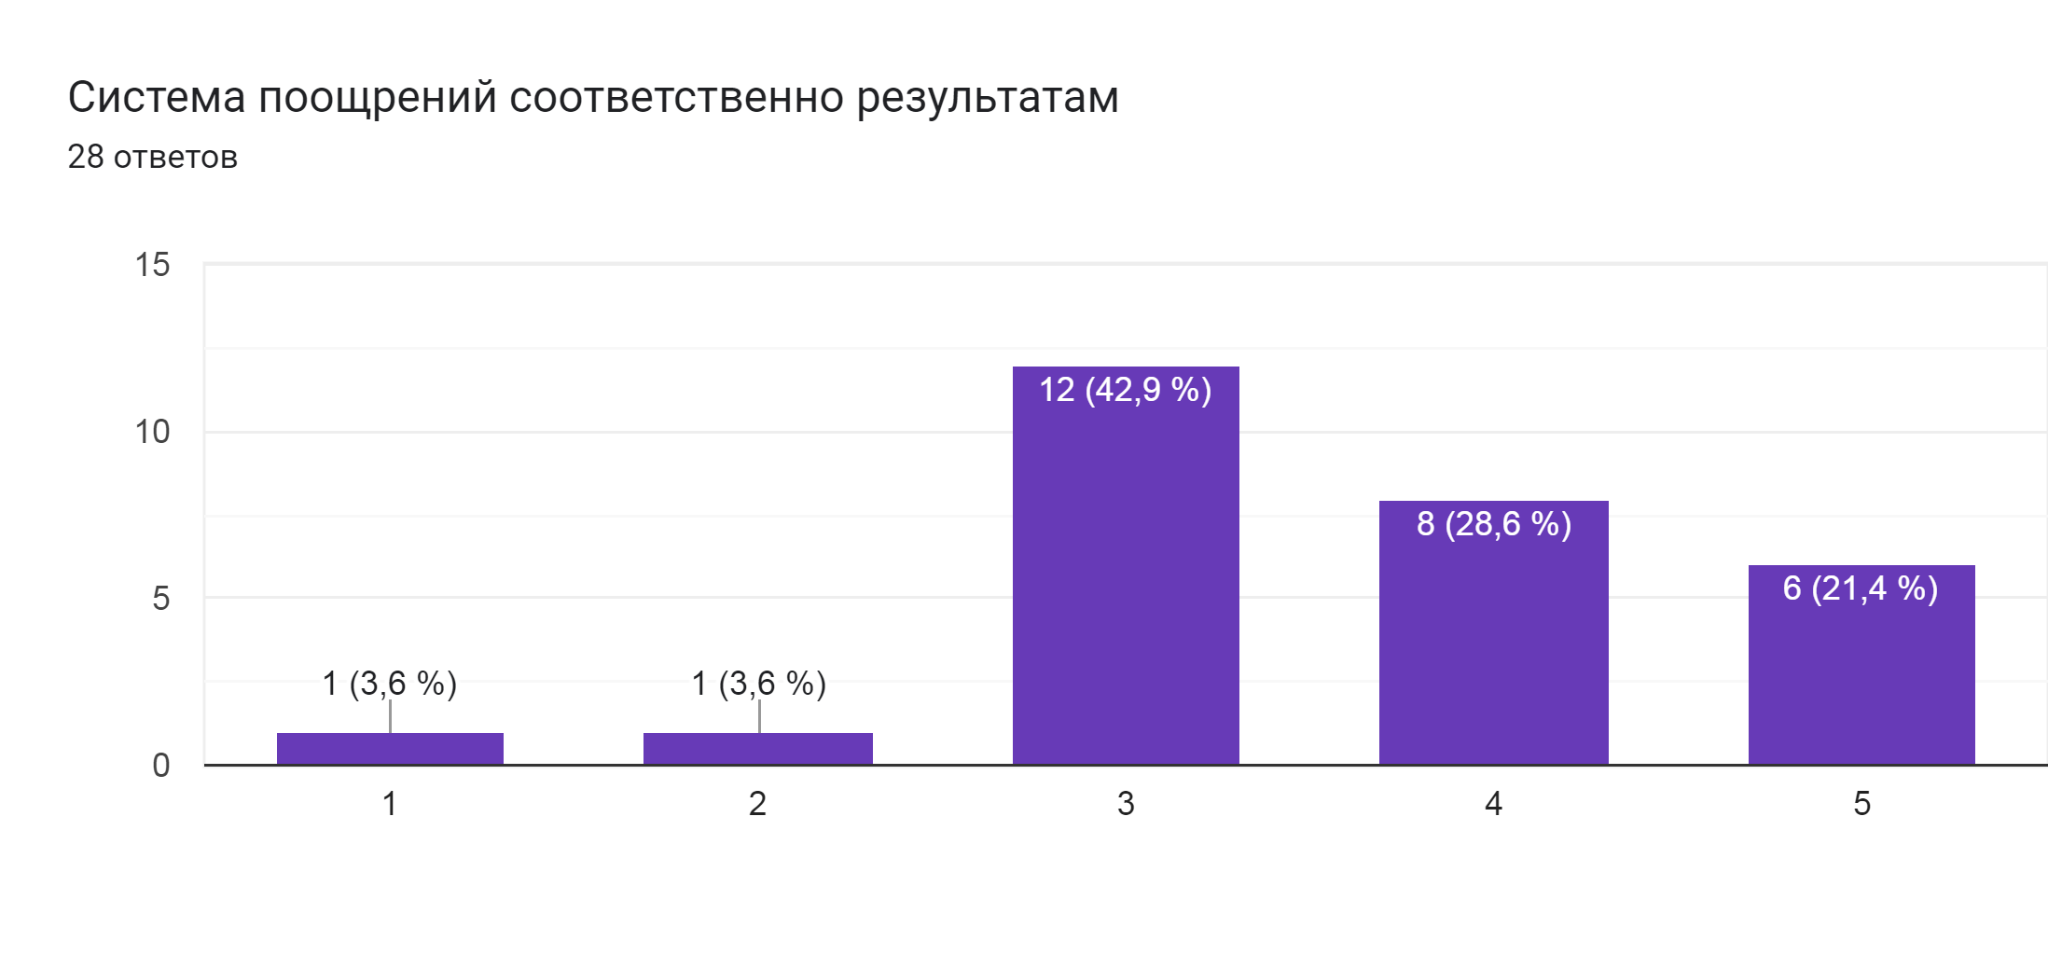 Система поощрений соответственно результатам
28 ответов
15
10
5
0
1 (3,6 %)
1 (3,6 %)
12 (42,9 %)
8 (28,6 %)
6 (21,4 %)
1
2
3
4
5